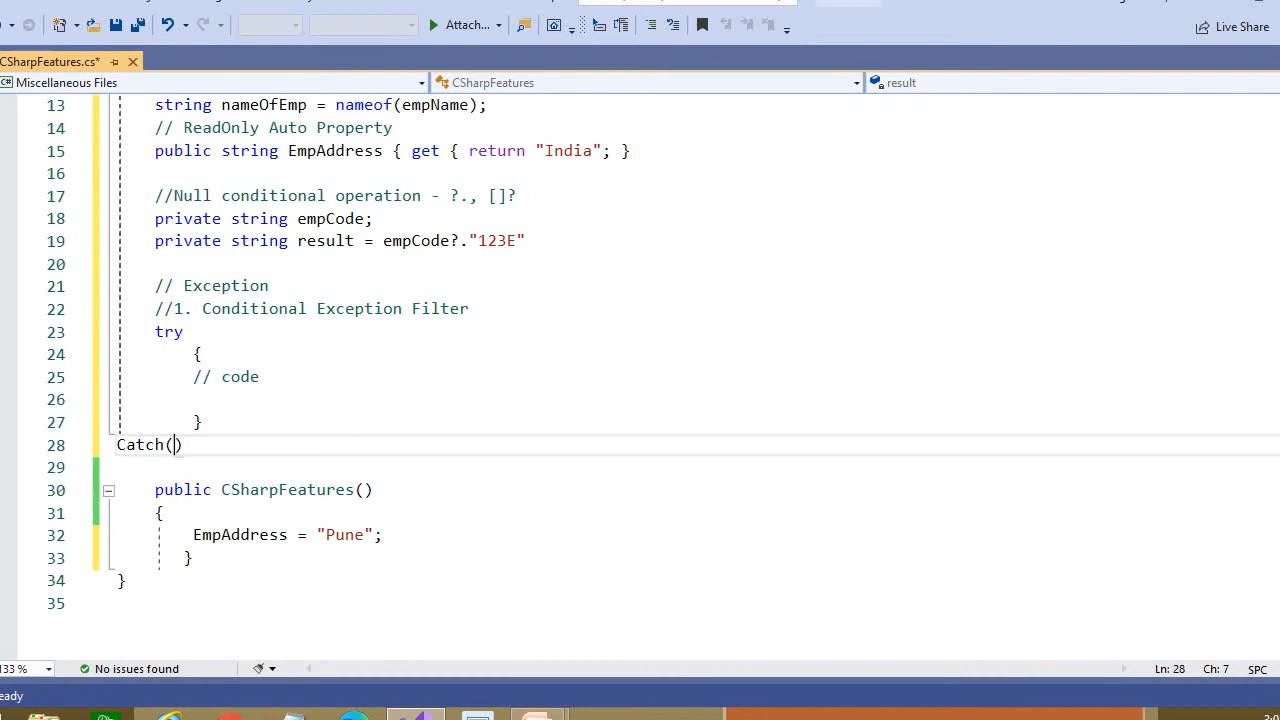 Attach...
Live Share
CSharpFeatures.cs*
Miscellaneous Files
CSharpFeatures
result
13 string nameOfEmp = nameof(empName);
14 // ReadOnly Auto Property
15 public string EmpAddress { get { return "India"; }
16
17 //Null conditional operation - ?., []?
18 private string empCode;
19 private string result = empCode?."123E"
20
21 // Exception
22 //1. Conditional Exception Filter
23 try
24 {
25 // code
26
27 }
28 Catch()
29
30 public CSharpFeatures()
31 {
32 EmpAddress = "Pune";
33 }
34 }
35
133 % No issues found Ln: 28 Ch: 7 SPC
eady